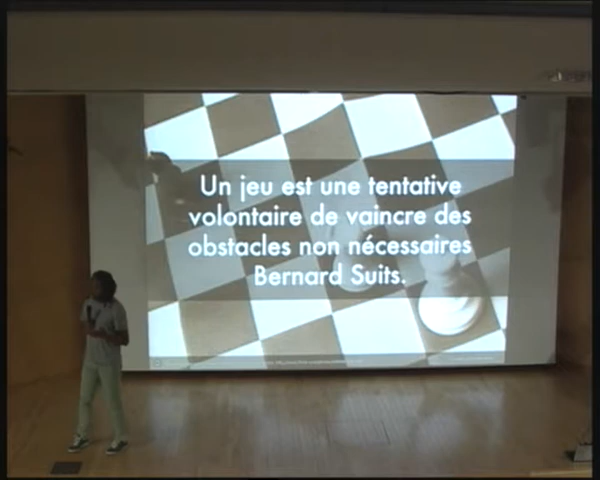 Un jeu est une tentative
volontaire de vaincre des
obstacles non nécessaires
Bernard Suits.